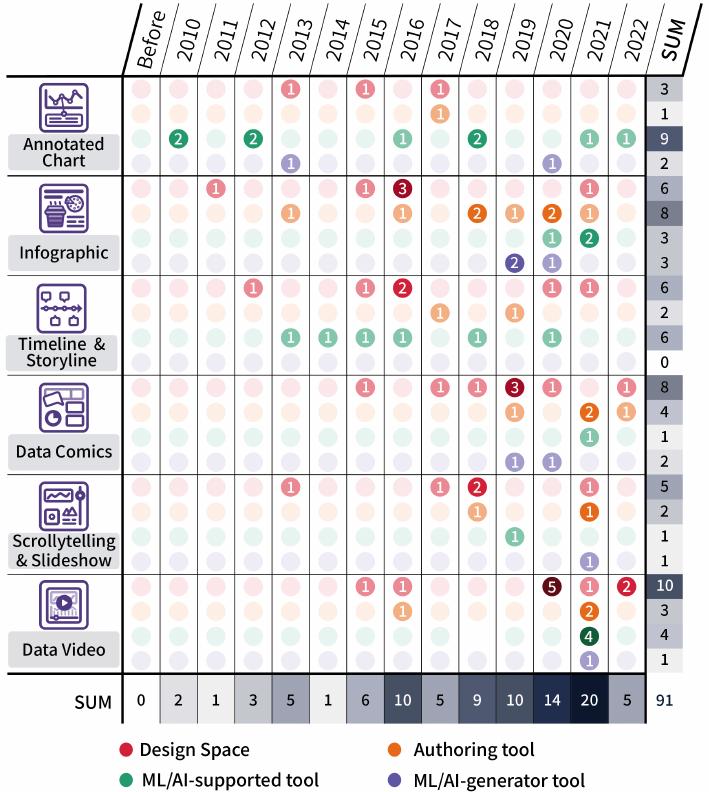 Before 2010 2011 2012 2013 2014 2015 2016 2017 2018 2019 2020 2021 2022 SUM
1 1 1 3
1 1
Annotated Chart
2 2 1 2 1 1 9
1 1 2
1 1 3 1 6
1 1 2 1 2 1 8
Infographic
1 2 3
2 1 3
1 1 2 1 1 6
1 1 2
Timeline & Storyline
1 1 1 1 1 1 6
0
1 1 1 3 1 1 8
1 2 1 4
Data Comics
1 1
1 1 2
1 1 2 1 5
1 1 2
Scrollytelling & Slideshow
1 1
1 1
1 1 5 1 2 10
1 2 3
Data Video
4 4
1 1
SUM 0 2 1 3 5 1 6 10 5 9 10 14 20 5 91
Design Space Authoring tool
ML/AI-supported tool ML/AI-generator tool